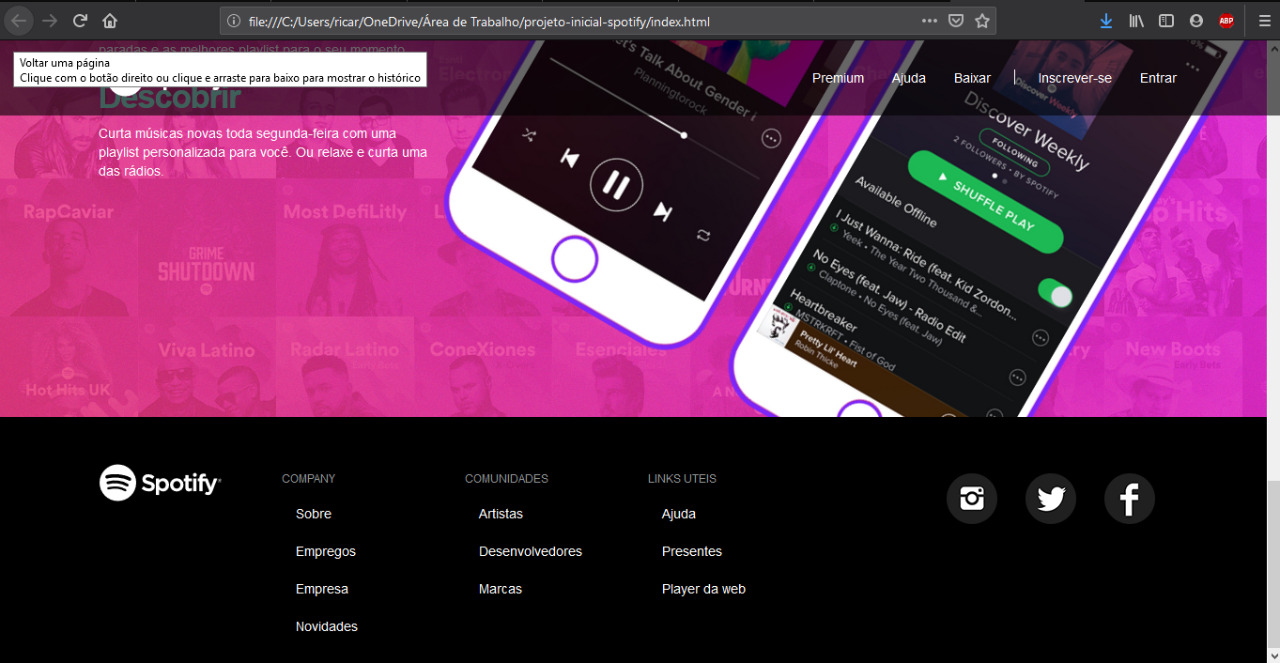 file:///C:/Users/ricar/OneDrive/Área de Trabalho/projeto-inicial-spotify/index.html
ABP
paradas e as melhores playlist para o seu momento
Voltar uma página
Clique com o botão direito ou clique e arraste para baixo para mostrar o histórico
Premium
Ajuda
Baixar
|
Inscrever-se
Entrar
Descobrir
Curta músicas novas toda segunda-feira com uma
playlist personalizada para você. Ou relaxe e curta uma
das rádios.
Let's Talk About Gender
Planningtorock
Discover Weekly
Discover Weekly
FOLLOWING
2 FOLLOWERS • BY SPOTIFY
SHUFFLE PLAY
Available Offline
I Just Wanna: Ride (feat. Kid Zordon...
Yeek • The Year Two Thousand &...
No Eyes (feat. Jaw) - Radio Edit
Claptone • No Eyes (feat. Jaw)
Heartbreaker
MSTRKRFT • Fist of God
Pretty Lil' Heart
Robin Thicke
RapCaviar
GRIME
SHUTDOWN
Most DefiLitly
Hits
Viva Latino
Radar Latino
ConeXiones
Esenciales
New Boots
Hot Hits UK
Spotify
COMPANY
Sobre
Empregos
Empresa
Novidades
COMUNIDADES
Artistas
Desenvolvedores
Marcas
LINKS UTEIS
Ajuda
Presentes
Player da web